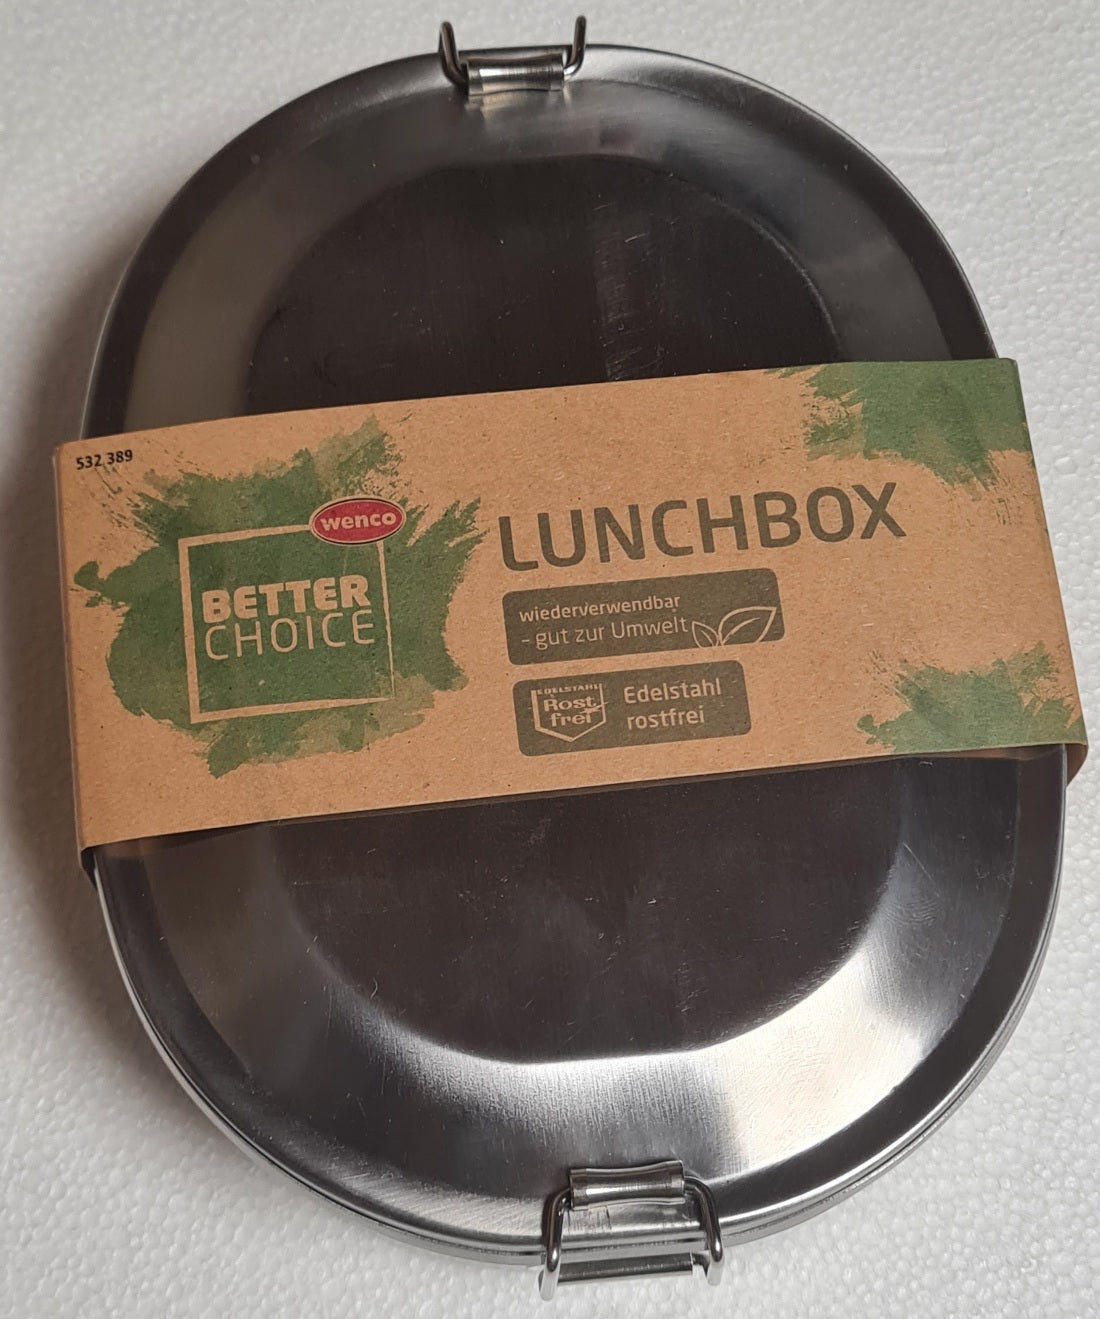 532 389
wenco
BETTER
CHOICE
LUNCHBOX
wiederverwendbar
- gut zur Umwelt
EDELSTAHL
Rost
frei
Edelstahl
rostfrei